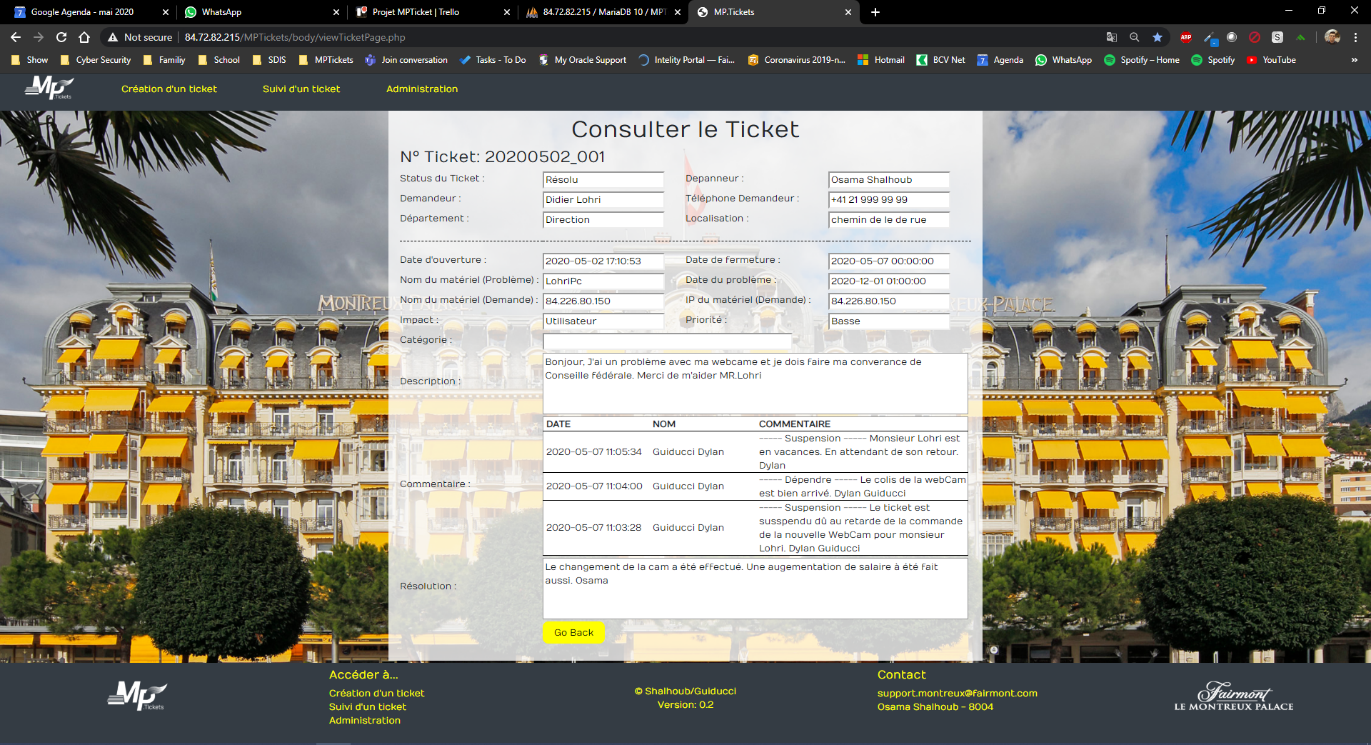 Google Agenda - mai 2020
WhatsApp
Projet MPTicket | Trello
84.72.82.215 / MariaDB 10 / MPT
MP.Tickets
Not secure | 84.72.82.215/MPTickets/body/viewTicketPage.php
Show
Cyber Security
Familiy
School
SDIS
MPTickets
Join conversation
Tasks - To Do
My Oracle Support
Intelity Portal — Fai...
Coronavirus 2019-n...
Hotmail
BCV Net
Agenda
WhatsApp
Spotify – Home
Spotify
YouTube
Mp Tickets
Création d'un ticket
Suivi d'un ticket
Administration
Consulter le Ticket
N° Ticket: 20200502_001
Status du Ticket : Résolu Depanneur : Osama Shalhoub
Demandeur : Didier Lohri Téléphone Demandeur : +41 21 999 99 99
Département : Direction Localisation : chemin de le de rue
Date d'ouverture : 2020-05-02 17:10:53 Date de fermeture : 2020-05-07 00:00:00
Nom du matériel (Problème) : LohriPc Date du problème : 2020-12-01 01:00:00
Nom du matériel (Demande) : 84.226.80.150 IP du matériel (Demande) : 84.226.80.150
Impact : Utilisateur Priorité : Basse
Catégorie :
Description :
Bonjour, J'ai un problème avec ma webcame et je dois faire ma converance de
Conseille fédérale. Merci de m'aider MR.Lohri
Commentaire :
DATE NOM COMMENTAIRE
2020-05-07 11:05:34 Guiducci Dylan
----- Suspension ----- Monsieur Lohri est
en vacances. En attendant de son retour.
Dylan
2020-05-07 11:04:00 Guiducci Dylan
----- Dépendre ----- Le colis de la webCam
est bien arrivé. Dylan Guiducci
2020-05-07 11:03:28 Guiducci Dylan
----- Suspension ----- Le ticket est
susspendu dû au retarde de la commande
de la nouvelle WebCam pour monsieur
Lohri. Dylan Guiducci
Résolution :
Le changement de la cam a été effectué. Une augementation de salaire à été fait
aussi. Osama
Go Back
Mp Tickets
Accéder à...
Création d'un ticket
Suivi d'un ticket
Administration
© Shalhoub/Guiducci
Version: 0.2
Contact
support.montreux@fairmont.com
Osama Shalhoub - 8004
Fairmont
LE MONTREUX PALACE